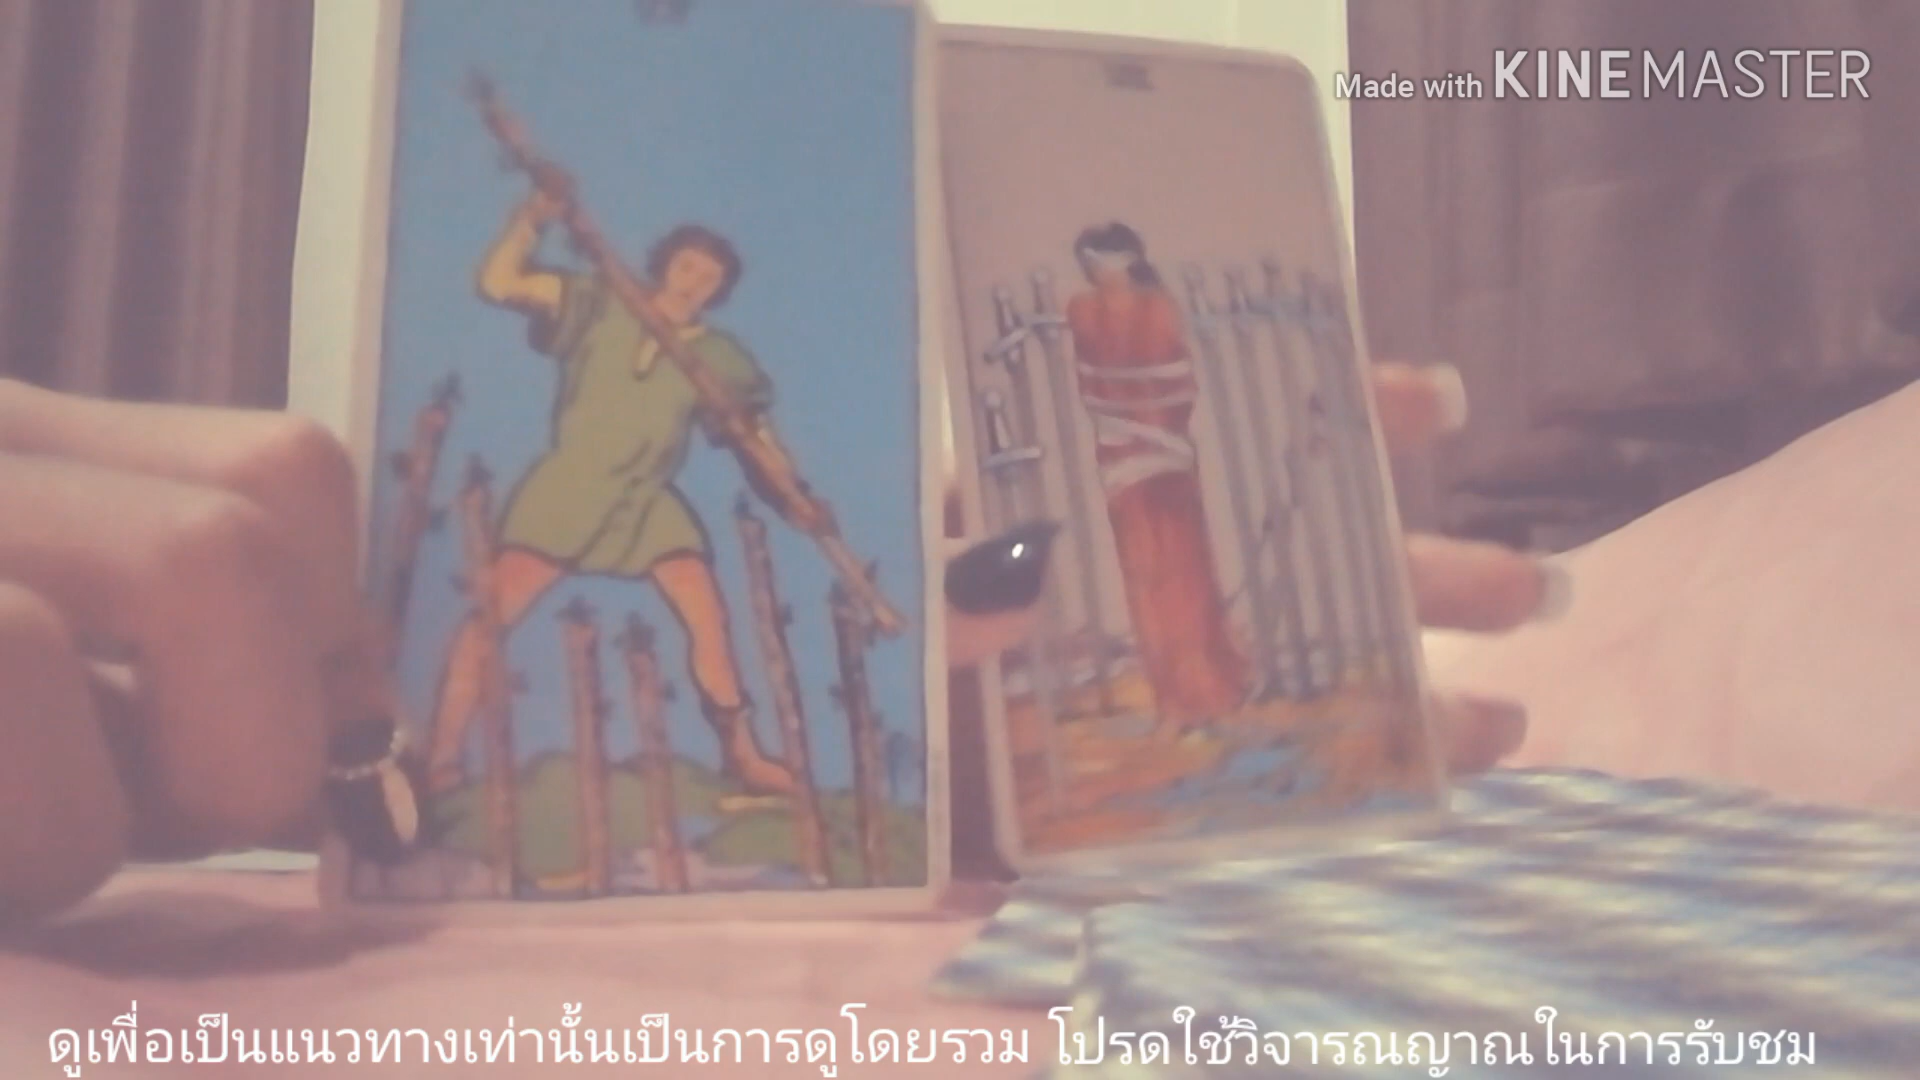 Made with KINEMASTER
ดูเพื่อเป็นแนวทางเท่านั้นเป็นการดูโดยรวม โปรดใช้วิจารณญาณในการรับชม